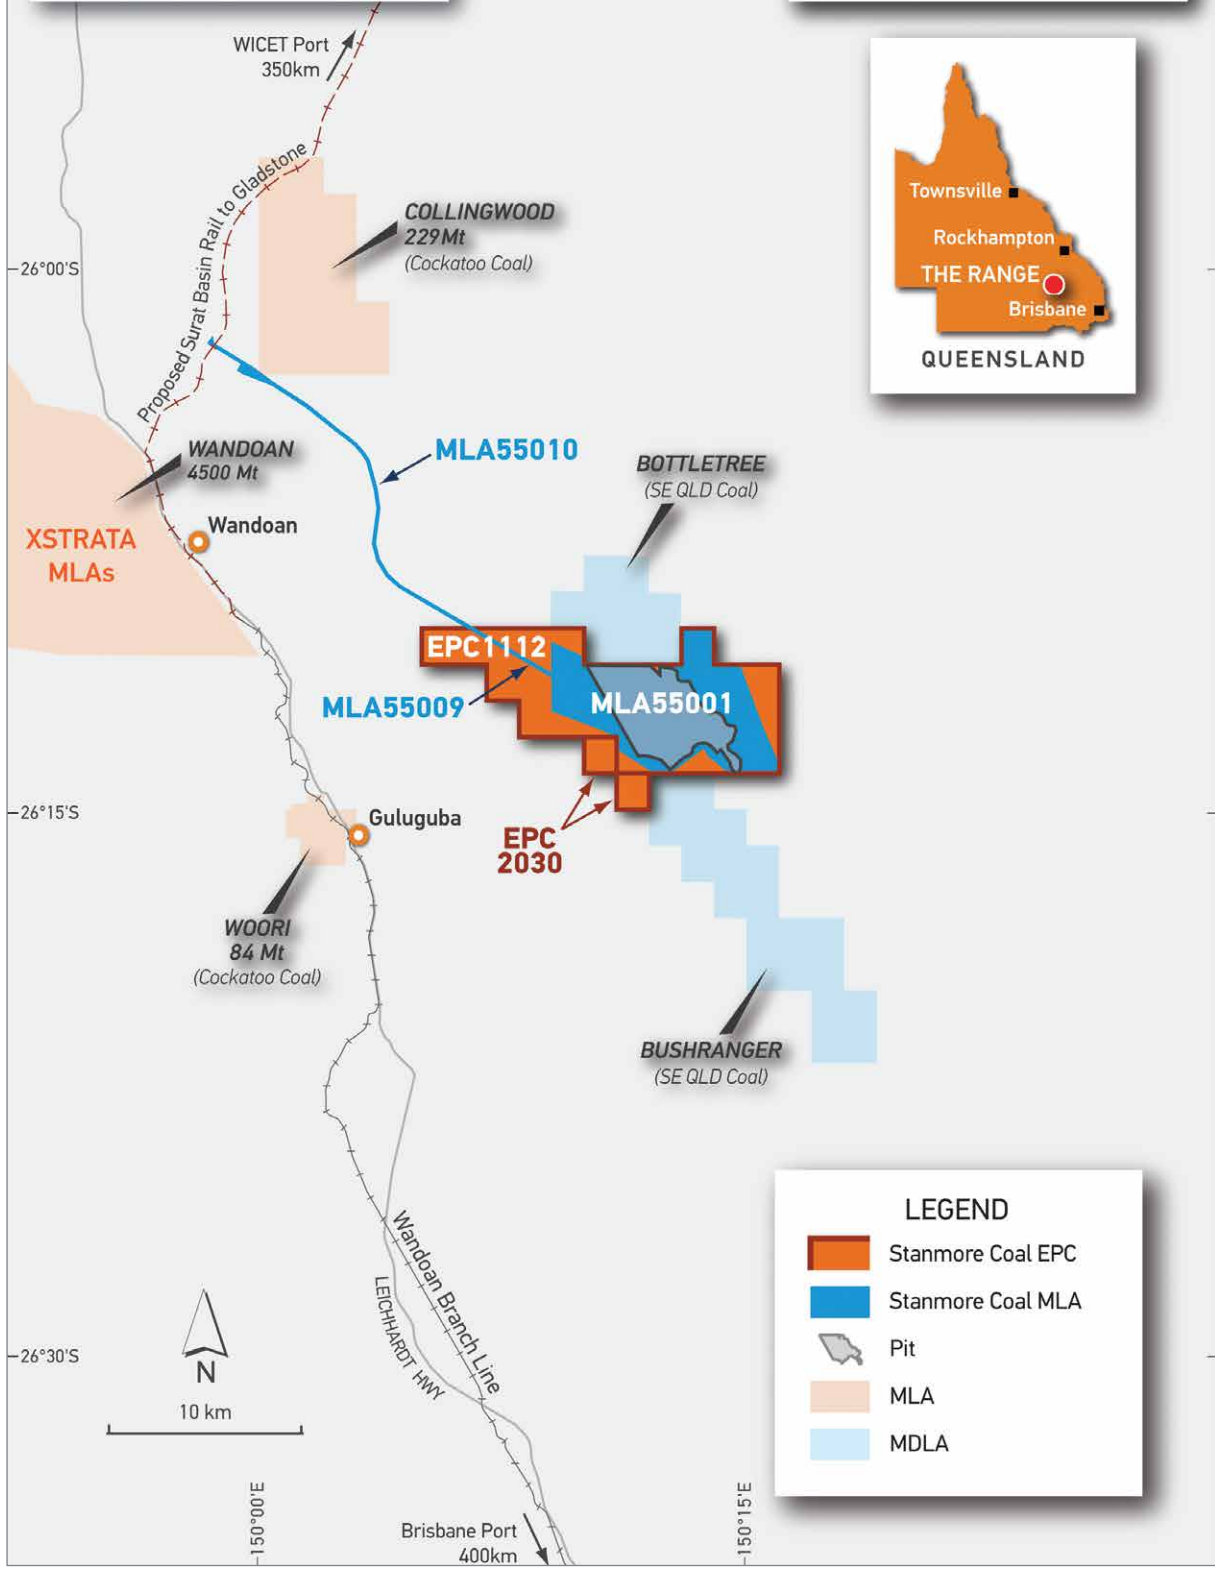 WICET Port
350km
Proposed Surat Basin Rail to Gladstone
COLLINGWOOD
229Mt
(Cockatoo Coal)
26°00'S
Townsville
Rockhampton
THE RANGE
Brisbane
QUEENSLAND
WANDOAN
4500 Mt
MLA55010
BOTTLETREE
(SE QLD Coal)
Wandoan
XSTRATA
MLAs
EPC1112
MLA55009
MLA55001
26°15'S
Guluguba
EPC
2030
WOORI
84 Mt
(Cockatoo Coal)
BUSHRANGER
(SE QLD Coal)
LEGEND
Stanmore Coal EPC
Stanmore Coal MLA
Pit
MLA
MDLA
Wandoan Branch Line
LEICHHARDT HWY
26°30'S
N
10 km
150°00'E
150°15'E
Brisbane Port
400km